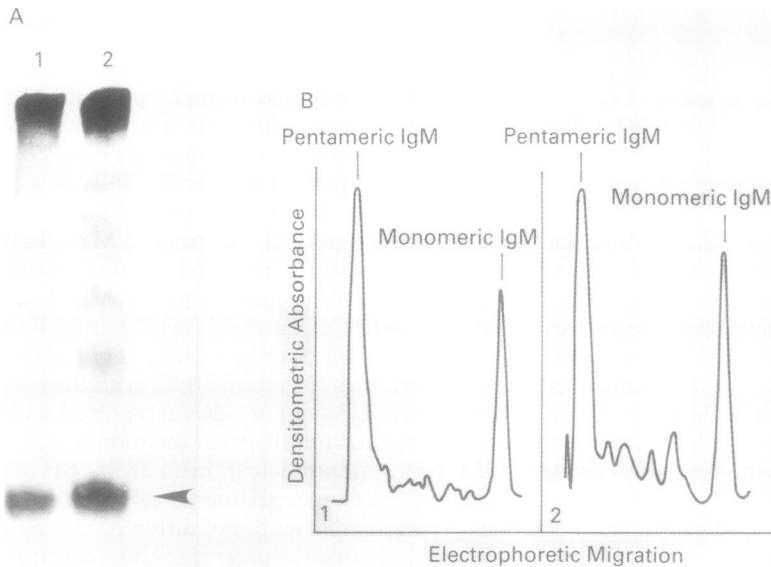 A
1 2
B
Pentameric IgM Pentameric IgM
Monomeric IgM
Monomeric IgM
Densitometric Absorbance
1 2
Electrophoretic Migration